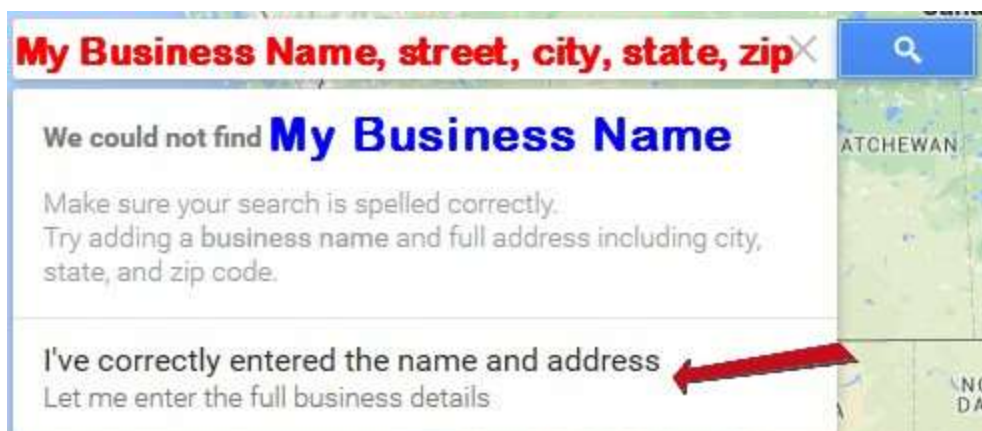 My Business Name, street, city, state, zip
We could not find My Business Name
ATCHEWAN
Make sure your search is spelled correctly.
Try adding a business name and full address including city,
state, and zip code.
I've correctly entered the name and address
Let me enter the full business details